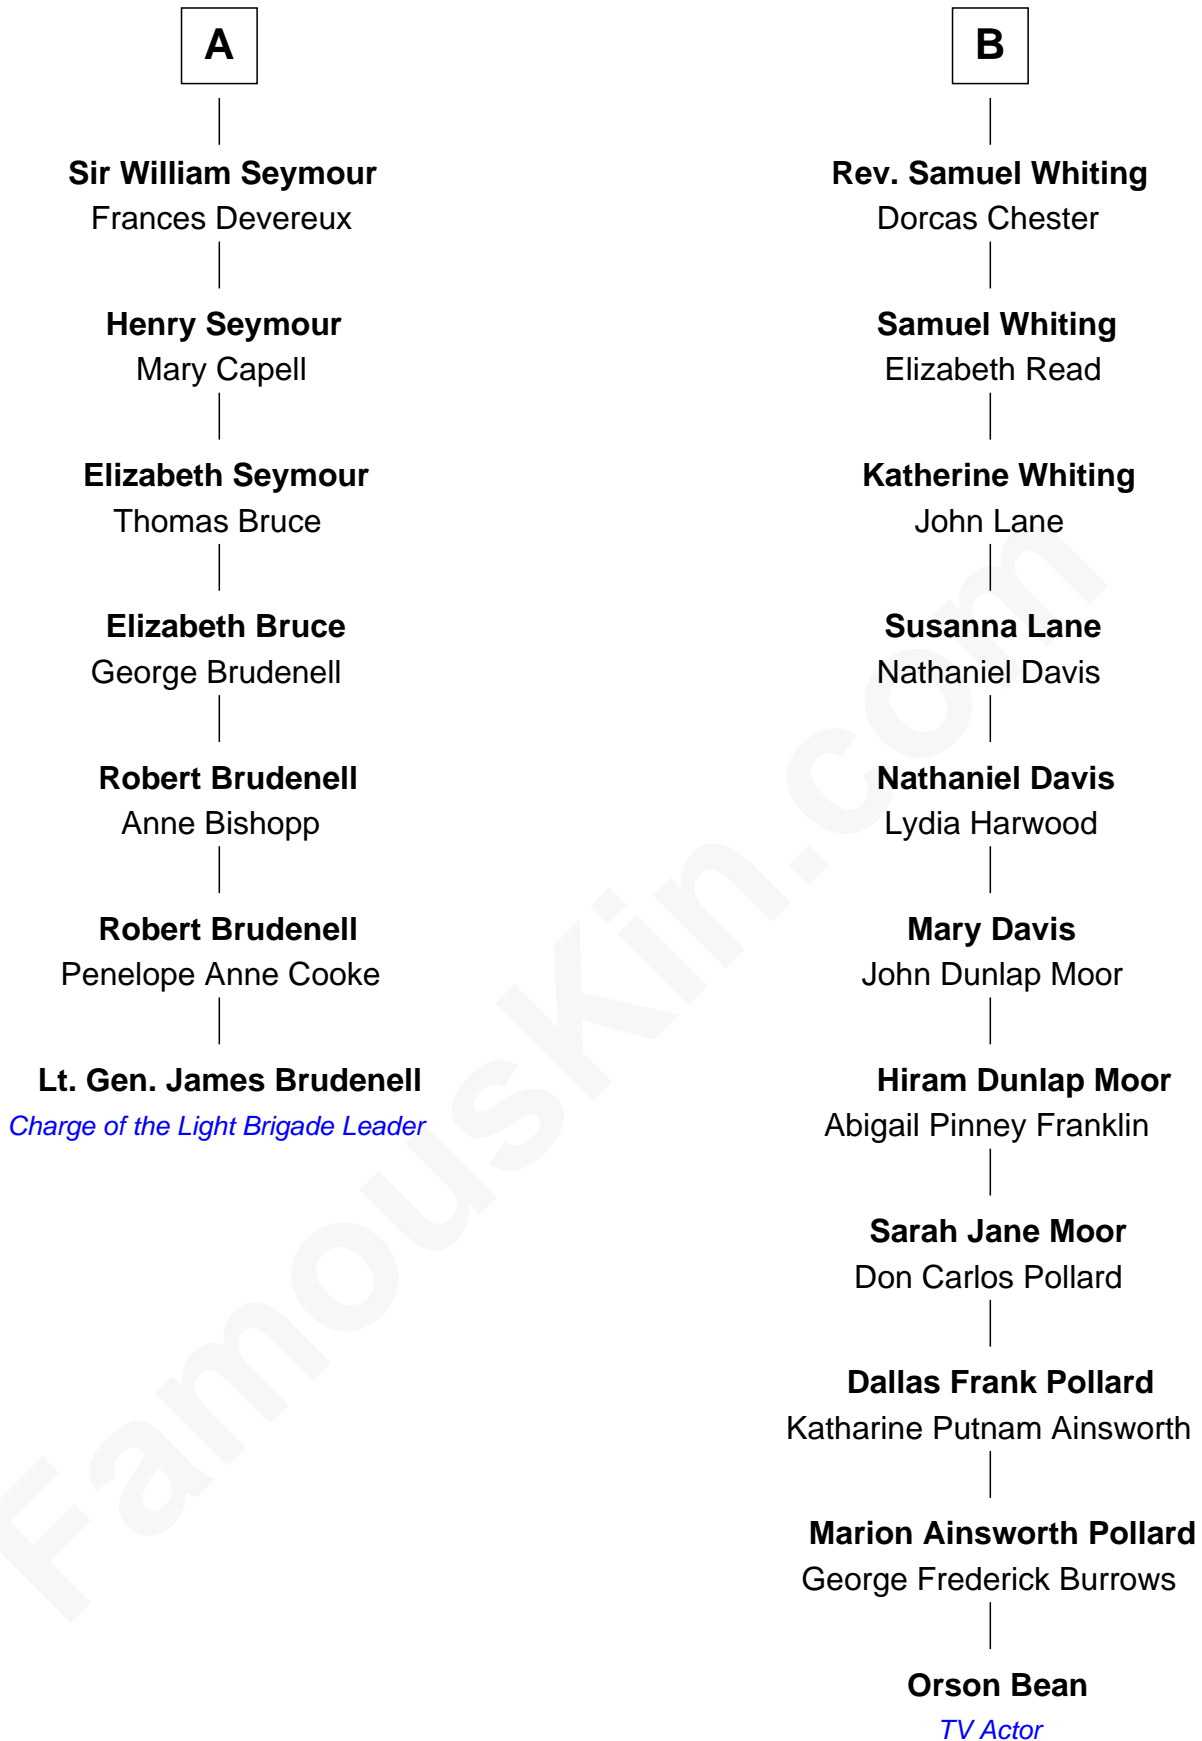 A
Sir William Seymour
Frances Devereux
Henry Seymour
Mary Capell
Elizabeth Seymour
Thomas Bruce
Elizabeth Bruce
George Brudenell
Robert Brudenell
Anne Bishopp
Robert Brudenell
Penelope Anne Cooke
Lt. Gen. James Brudenell
Charge of the Light Brigade Leader
B
Rev. Samuel Whiting
Dorcas Chester
Samuel Whiting
Elizabeth Read
Katherine Whiting
John Lane
Susanna Lane
Nathaniel Davis
Nathaniel Davis
Lydia Harwood
Mary Davis
John Dunlap Moor
Hiram Dunlap Moor
Abigail Pinney Franklin
Sarah Jane Moor
Don Carlos Pollard
Dallas Frank Pollard
Katharine Putnam Ainsworth
Marion Ainsworth Pollard
George Frederick Burrows
Orson Bean
TV Actor
FamousKin.com